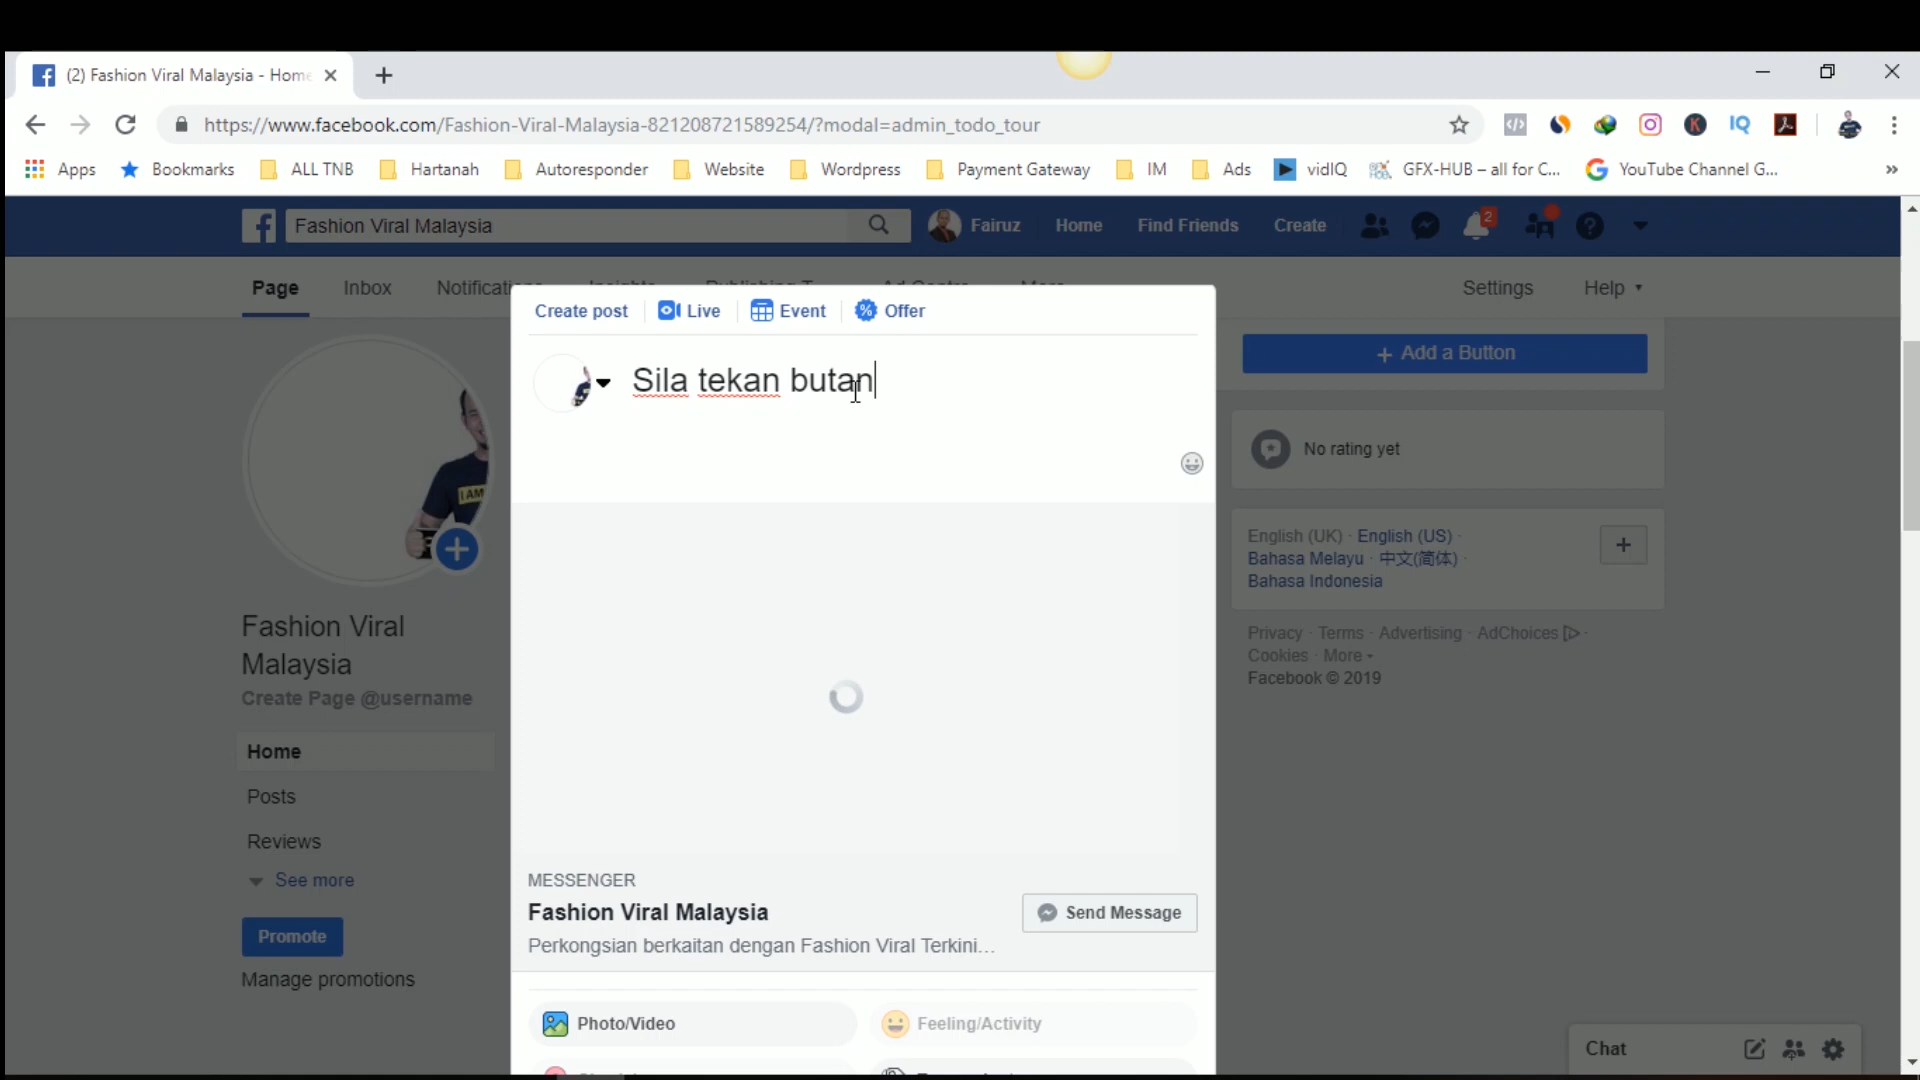 (2) Fashion Viral Malaysia - Home
https://www.facebook.com/Fashion-Viral-Malaysia-821208721589254/?modal=admin_todo_tour
Apps Bookmarks ALL TNB Hartanah Autoresponder Website Wordpress Payment Gateway IM Ads vidIQ GFX-HUB – all for C... YouTube Channel G...
Fashion Viral Malaysia Fairuz Home Find Friends Create 2
Page Inbox Settings Help
Create post Live Event Offer
+ Add a Button
Sila tekan butan
No rating yet
I AM
English (UK) · English (US) ·
Bahasa Melayu · 中文(简体) ·
Bahasa Indonesia
Fashion Viral
Malaysia
Create Page @username
Privacy · Terms · Advertising · AdChoices ·
Cookies · More
Facebook © 2019
Home
Posts
Reviews
See more
MESSENGER
Fashion Viral Malaysia
Send Message
Perkongsian berkaitan dengan Fashion Viral Terkini...
Promote
Manage promotions
Photo/Video
Feeling/Activity
Chat